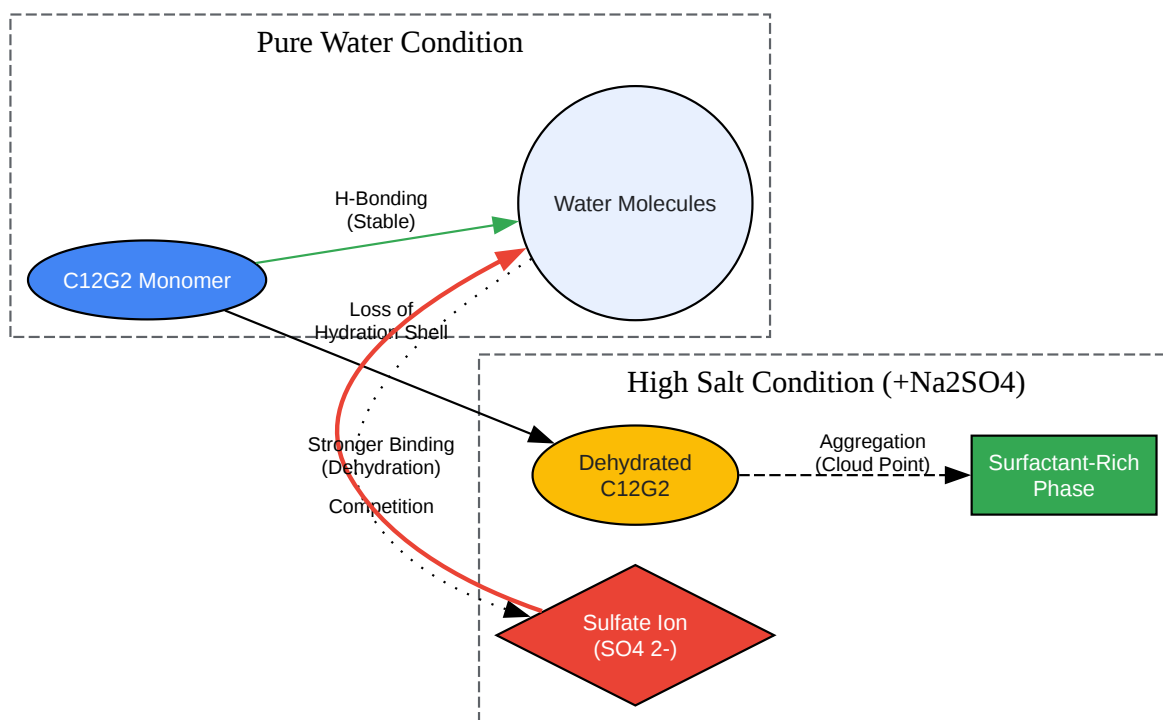 Pure Water Condition
H-Bonding
(Stable)
Water Molecules
C12G2 Monomer
Loss of
Hydration Shell
High Salt Condition (+Na2SO4)
Stronger Binding
(Dehydration)
Competition
Dehydrated
C12G2
Aggregation
(Cloud Point)
Surfactant-Rich
Phase
Sulfate Ion
(SO4 2-)